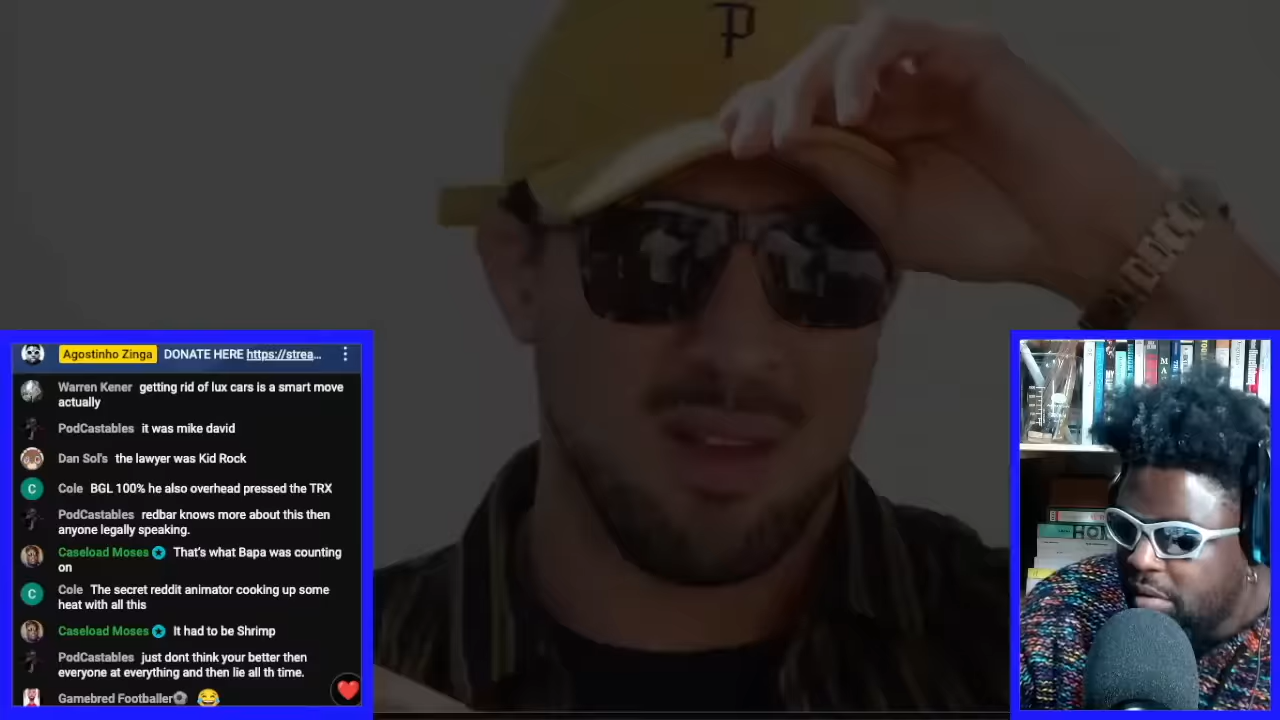 P
Agostinho Zinga DONATE HERE https://strea...
Warren Kener getting rid of lux cars is a smart move
actually
PodCastables it was mike david
Dan Sol's the lawyer was Kid Rock
C Cole BGL 100% he also overhead pressed the TRX
PodCastables redbar knows more about this then
anyone legally speaking.
Caseload Moses That's what Bapa was counting
on
C Cole The secret reddit animator cooking up some
heat with all this
Caseload Moses It had to be Shrimp
PodCastables just dont think your better then
everyone at everything and then lie all th time.
Gamebred Footballer⚽ 😂